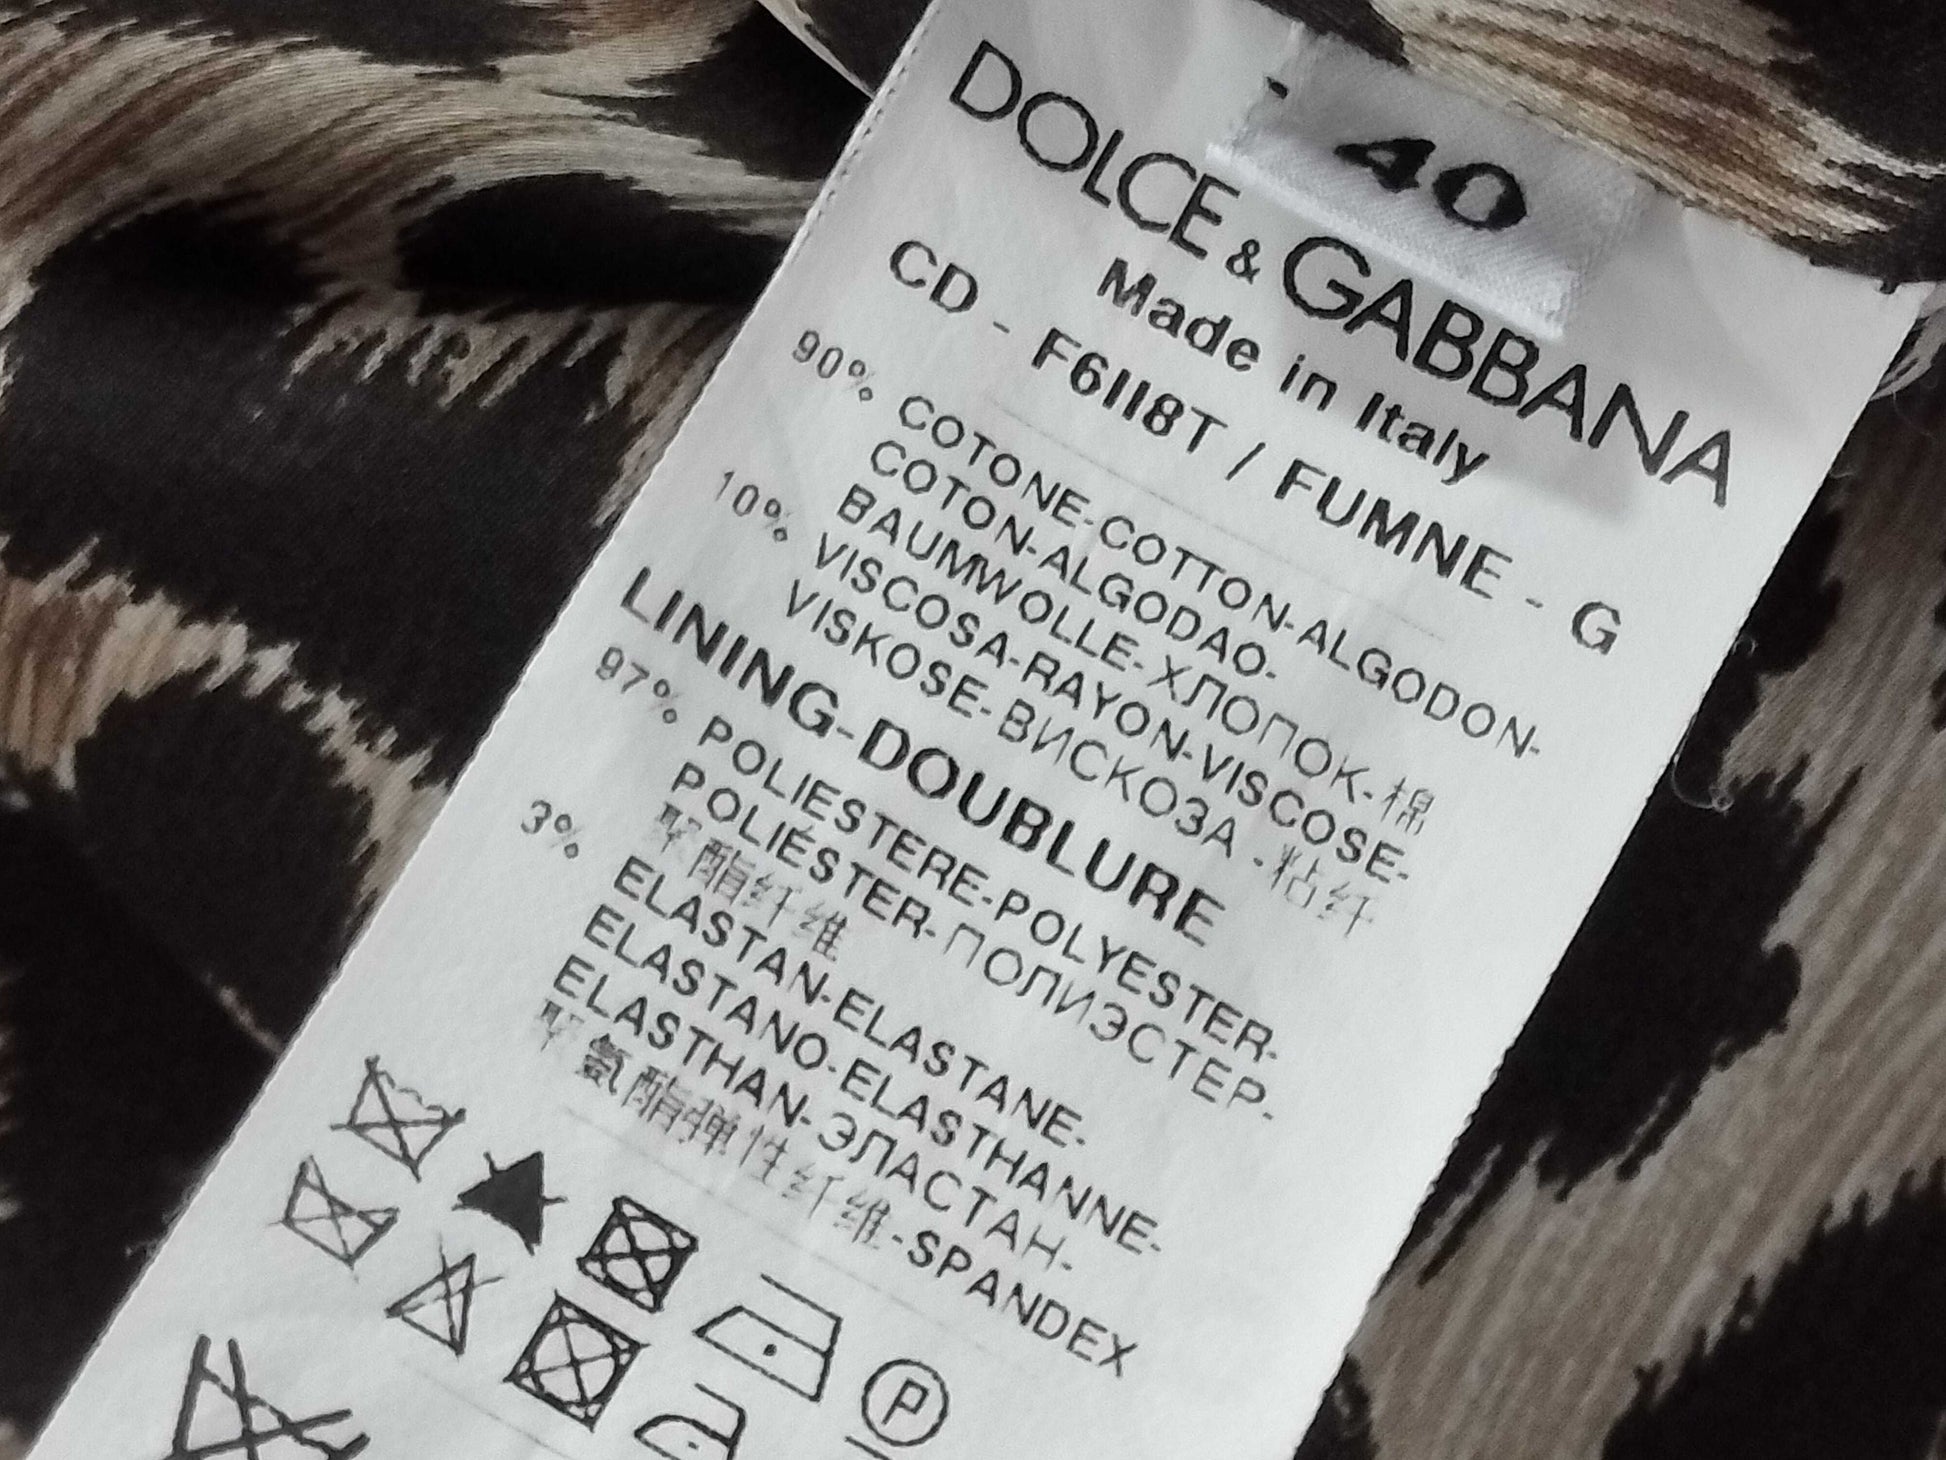 40
DOLCE & GABBANA
Made in Italy
CD - F6II8T / FUMNE - G
90% COTONE-COTTON-ALGODON-
COTON-ALGODAO-
BAUMWOLLE-ХЛОПОК-棉
10% VISCOSA-RAYON-VISCOSE-
VISKOSE-ВИСКОЗА -粘纤
LINING-DOUBLURE
97% POLIESTERE-POLYESTER-
POLIÉSTER-ПОЛИЭСТЕР-
聚酯纤维
3% ELASTAN-ELASTANE-
ELASTANO-ELASTHANNE-
ELASTHAN-ЭЛАСТАН-
聚氨酯弹性纤维-SPANDEX
P